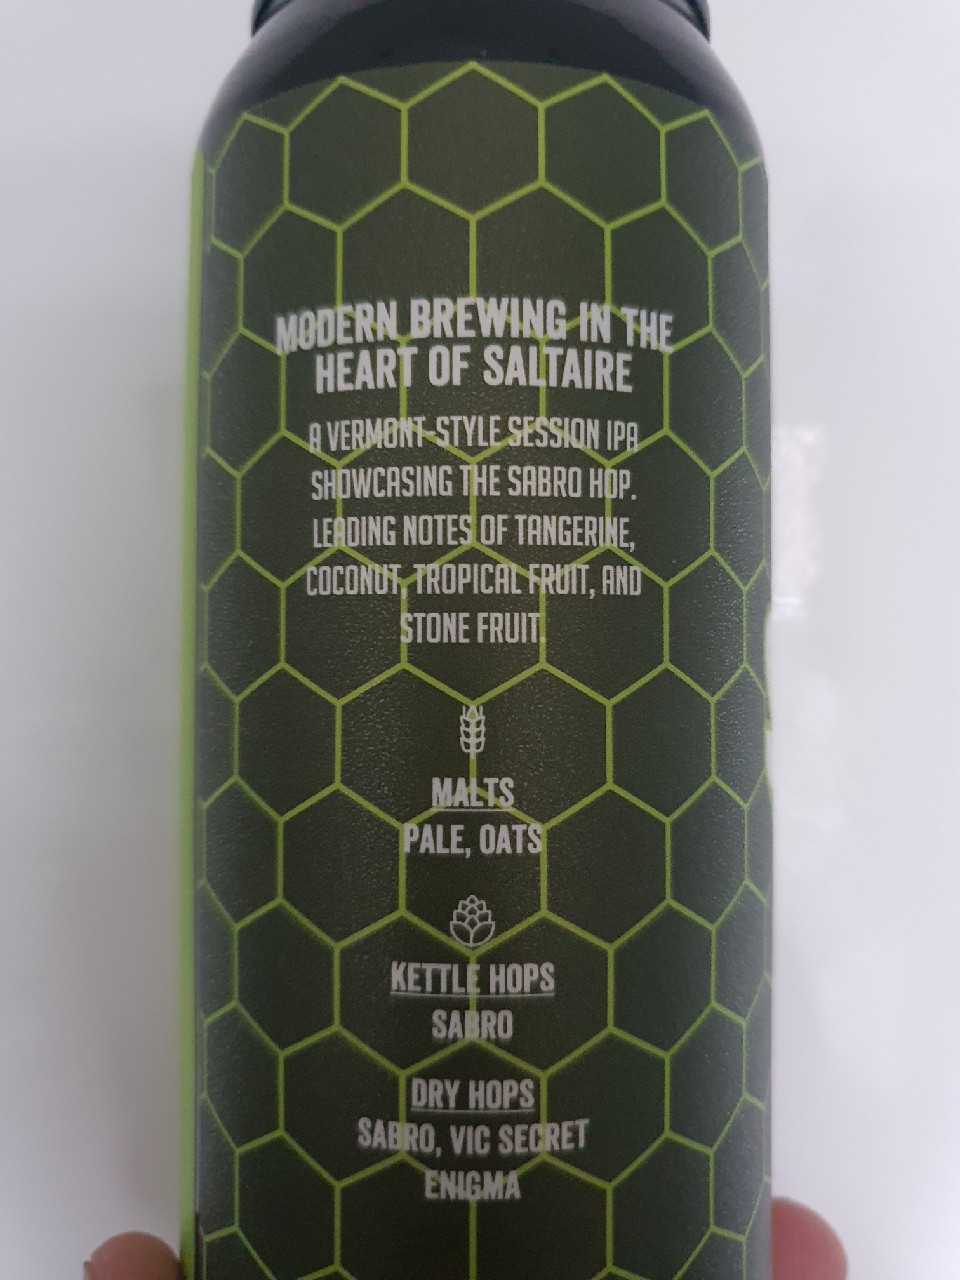 MODERN BREWING IN THE
HEART OF SALTAIRE
A VERMONT-STYLE SESSION IPA
SHOWCASING THE SABRO HOP.
LEADING NOTES OF TANGERINE,
COCONUT, TROPICAL FRUIT, AND
STONE FRUIT.
MALTS
PALE, OATS
KETTLE HOPS
SABRO
DRY HOPS
SABRO, VIC SECRET
ENIGMA